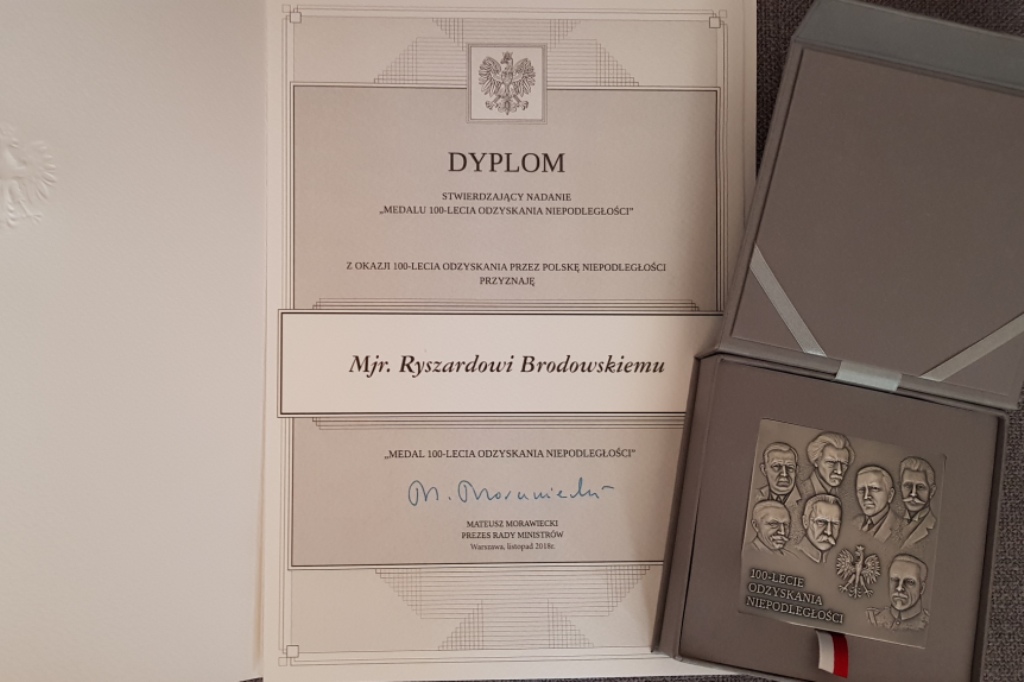 DYPLOM
STWIERDZAJĄCY NADANIE
„MEDALU 100-LECIA ODZYSKANIA NIEPODLEGŁOŚCI”
Z OKAZJI 100-LECIA ODZYSKANIA PRZEZ POLSKĘ NIEPODLEGŁOŚCI
PRZYZNAJĘ
Mjr. Ryszardowi Brodowskiemu
„MEDAL 100-LECIA ODZYSKANIA NIEPODLEGŁOŚCI”
M. Morawiecki
MATEUSZ MORAWIECKI
PREZES RADY MINISTRÓW
Warszawa, listopad 2018r.
100-LECIE
ODZYSKANIA
NIEPODLEGŁOŚCI